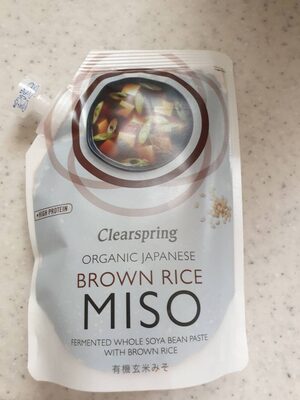 +HIGH PROTEIN
Clearspring
ORGANIC JAPANESE
BROWN RICE
MISO
FERMENTED WHOLE SOYA BEAN PASTE
WITH BROWN RICE
有機玄米みそ